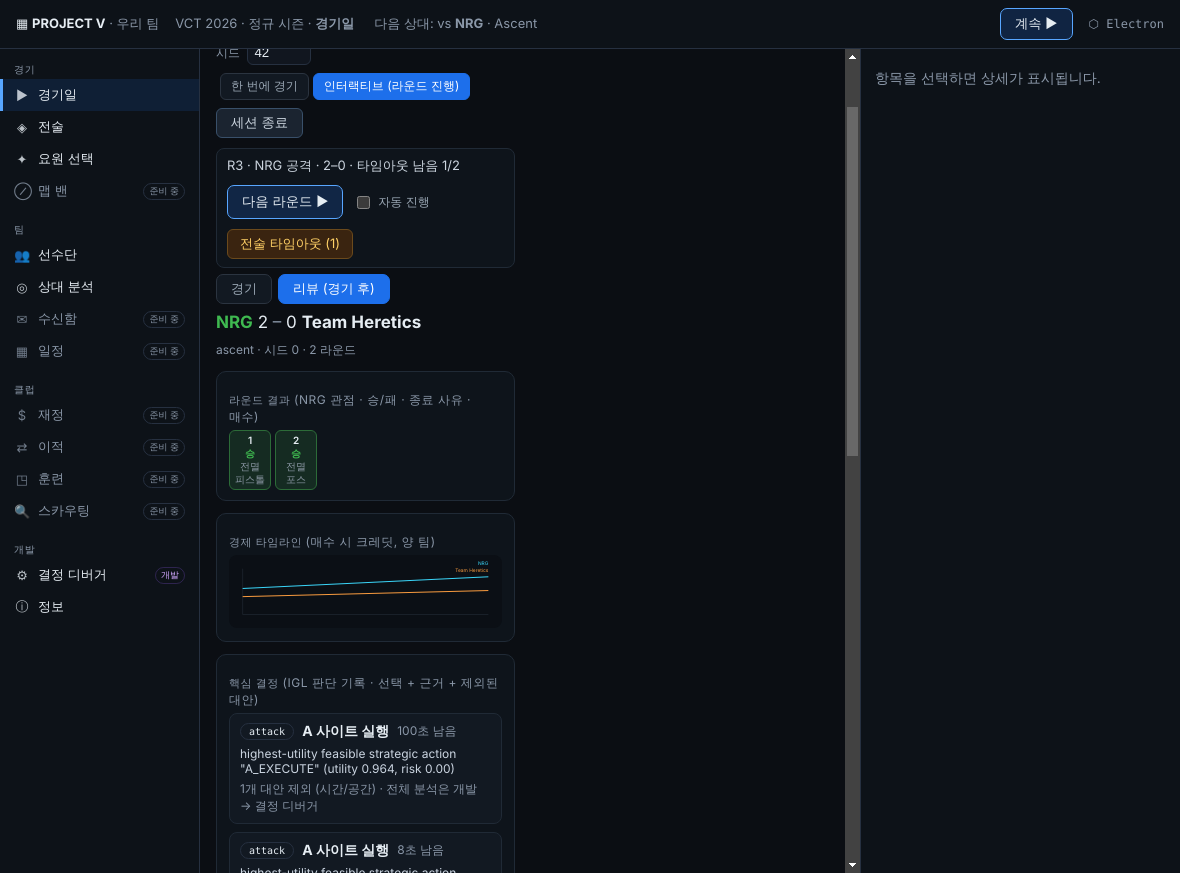 ▦ PROJECT V · 우리 팀 VCT 2026 · 정규 시즌 · 경기일 다음 상대: vs NRG · Ascent 계속 ▶ ⬡ Electron
경기
▶ 경기일
◈ 전술
✦ 요원 선택
맵 밴 준비 중
팀
👥 선수단
◎ 상대 분석
✉ 수신함 준비 중
▦ 일정 준비 중
클럽
$ 재정 준비 중
⇄ 이적 준비 중
◳ 훈련 준비 중
🔍 스카우팅 준비 중
개발
⚙ 결정 디버거 개발
ⓘ 정보
시드 42
한 번에 경기 인터랙티브 (라운드 진행)
세션 종료
R3 · NRG 공격 · 2–0 · 타임아웃 남음 1/2
다음 라운드 ▶ 자동 진행
전술 타임아웃 (1)
경기 리뷰 (경기 후)
NRG 2 – 0 Team Heretics
ascent · 시드 0 · 2 라운드
라운드 결과 (NRG 관점 · 승/패 · 종료 사유 ·
매수)
1 2
승 승
전멸 전멸
피스톨 포스
경제 타임라인 (매수 시 크레딧, 양 팀)
NRG
Team Heretics
핵심 결정 (IGL 판단 기록 · 선택 + 근거 + 제외된
대안)
attack A 사이트 실행 100초 남음
highest-utility feasible strategic action
"A_EXECUTE" (utility 0.964, risk 0.00)
1개 대안 제외 (시간/공간) · 전체 분석은 개발
→ 결정 디버거
attack A 사이트 실행 8초 남음
highest-utility feasible strategic action
항목을 선택하면 상세가 표시됩니다.